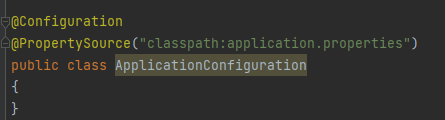 @Configuration
@PropertySource("classpath:application.properties")
public class ApplicationConfiguration
{
}